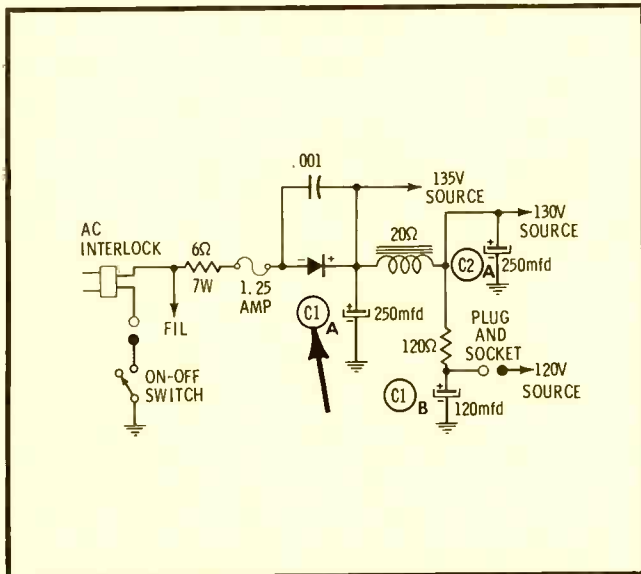 .001
135V
SOURCE
AC
INTERLOCK
6Ω
7W
1.25
AMP
FIL
ON-OFF
SWITCH
- +
20Ω
130V
SOURCE
C2 A
+
-
250mfd
C1 A
+
-
250mfd
120Ω
PLUG
AND
SOCKET
120V
SOURCE
C1 B
+
-
120mfd